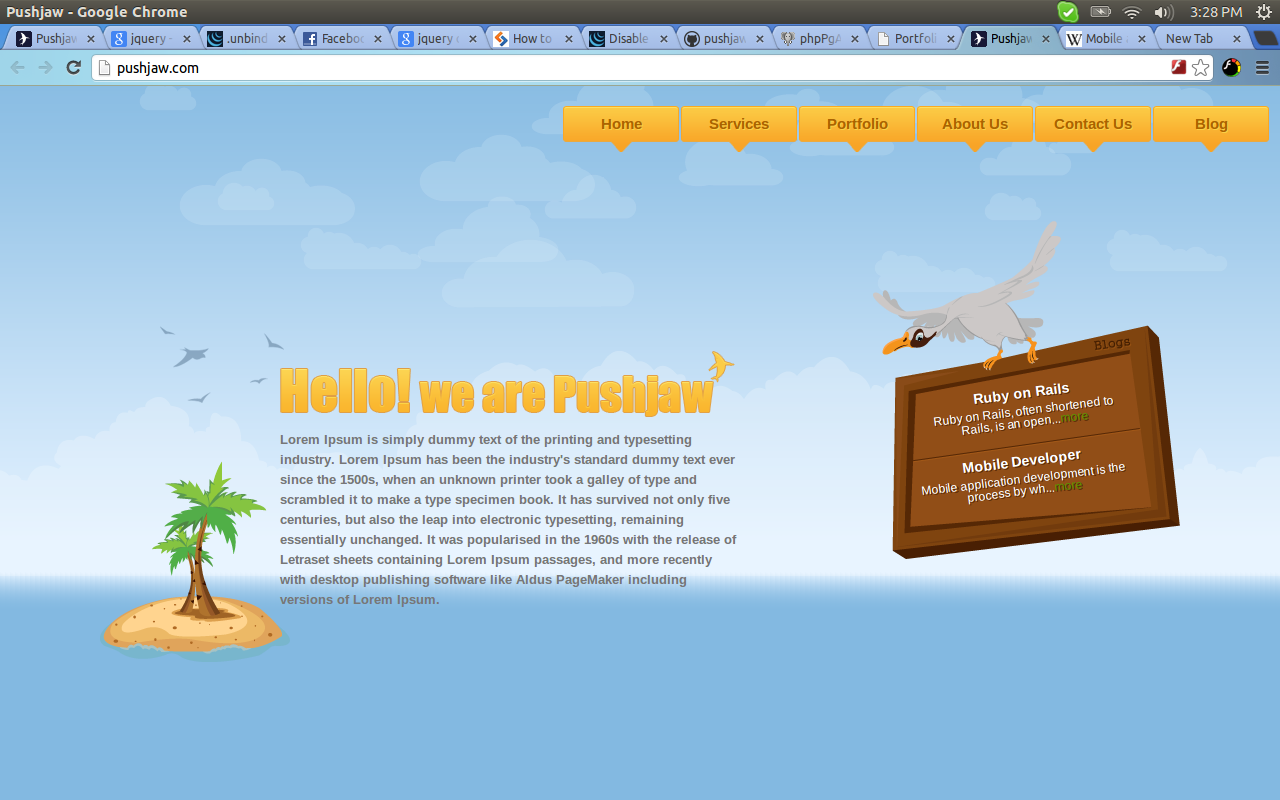 Pushjaw - Google Chrome
3:28 PM
Pushjaw
jquery -
.unbind
Faceboo
jquery
How to
Disable
pushjaw
phpPgA
Portfoli
Pushjaw
Mobile
New Tab
pushjaw.com
Home
Services
Portfolio
About Us
Contact Us
Blog
Blogs
Ruby on Rails
Ruby on Rails, often shortened to
Rails, is an open...more
Mobile Developer
Mobile application development is the
process by wh...more
Hello! we are Pushjaw
Lorem Ipsum is simply dummy text of the printing and typesetting
industry. Lorem Ipsum has been the industry's standard dummy text ever
since the 1500s, when an unknown printer took a galley of type and
scrambled it to make a type specimen book. It has survived not only five
centuries, but also the leap into electronic typesetting, remaining
essentially unchanged. It was popularised in the 1960s with the release of
Letraset sheets containing Lorem Ipsum passages, and more recently
with desktop publishing software like Aldus PageMaker including
versions of Lorem Ipsum.